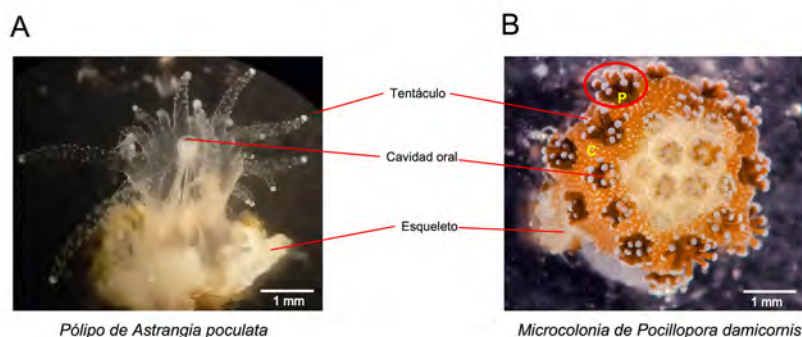 A
B
Tentáculo
P
Cavidad oral
C
Esqueleto
1 mm
1 mm
Pólipo de Astrangia poculata
Microcolonia de Pocillopora damicornis